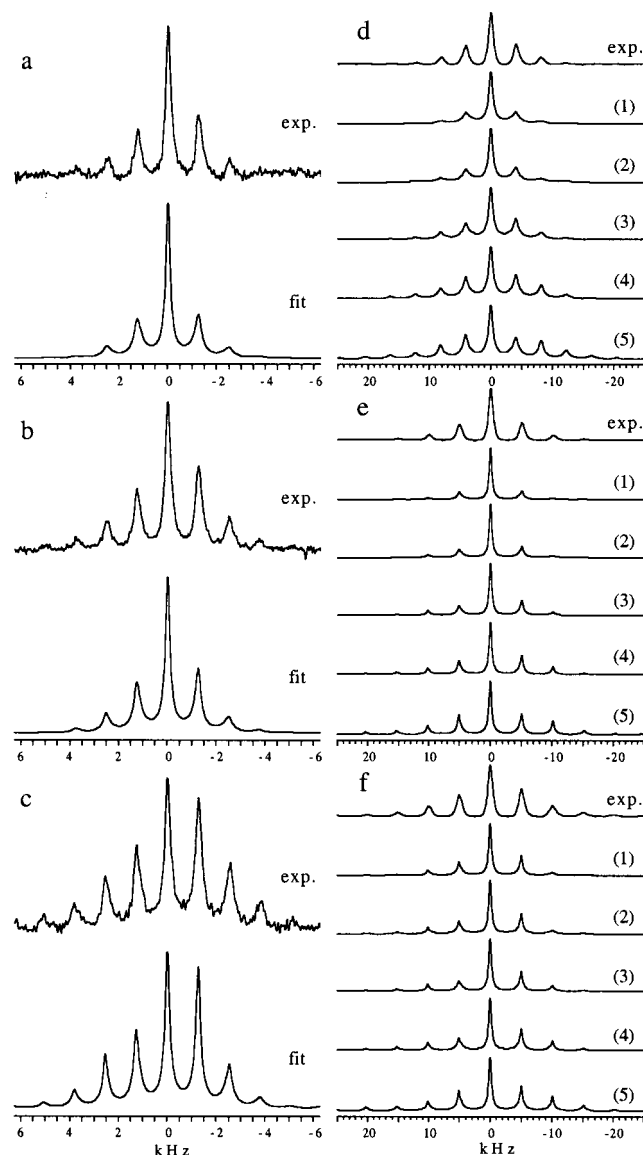 a
exp.
fit
6 4 2 0 -2 -4 -6
b
exp.
fit
6 4 2 0 -2 -4 -6
c
exp.
fit
6 4 2 0 -2 -4 -6
kHz
d
exp.
(1)
(2)
(3)
(4)
(5)
20 10 0 -10 -20
e
exp.
(1)
(2)
(3)
(4)
(5)
20 10 0 -10 -20
f
exp.
(1)
(2)
(3)
(4)
(5)
20 10 0 -10 -20
kHz